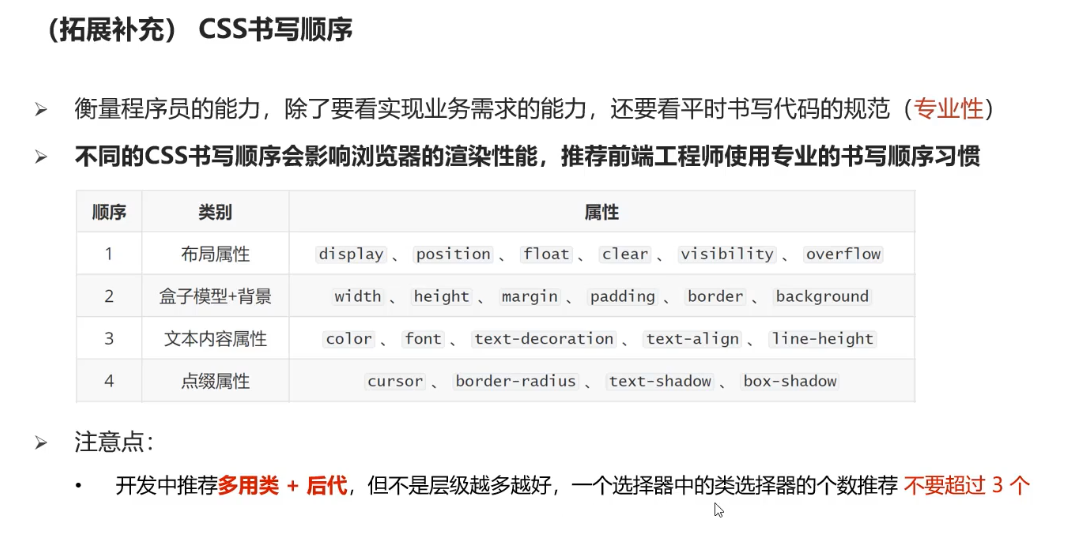 （拓展补充） CSS书写顺序
➢ 衡量程序员的能力，除了要看实现业务需求的能力，还要看平时书写代码的规范（专业性）
➢ 不同的CSS书写顺序会影响浏览器的渲染性能，推荐前端工程师使用专业的书写顺序习惯
顺序 类别 属性
1 布局属性 display 、 position 、 float 、 clear 、 visibility 、 overflow
2 盒子模型+背景 width 、 height 、 margin 、 padding 、 border 、 background
3 文本内容属性 color 、 font 、 text-decoration 、 text-align 、 line-height
4 点缀属性 cursor 、 border-radius 、 text-shadow 、 box-shadow
➢ 注意点：
• 开发中推荐多用类 + 后代，但不是层级越多越好，一个选择器中的类选择器的个数推荐 不要超过 3 个